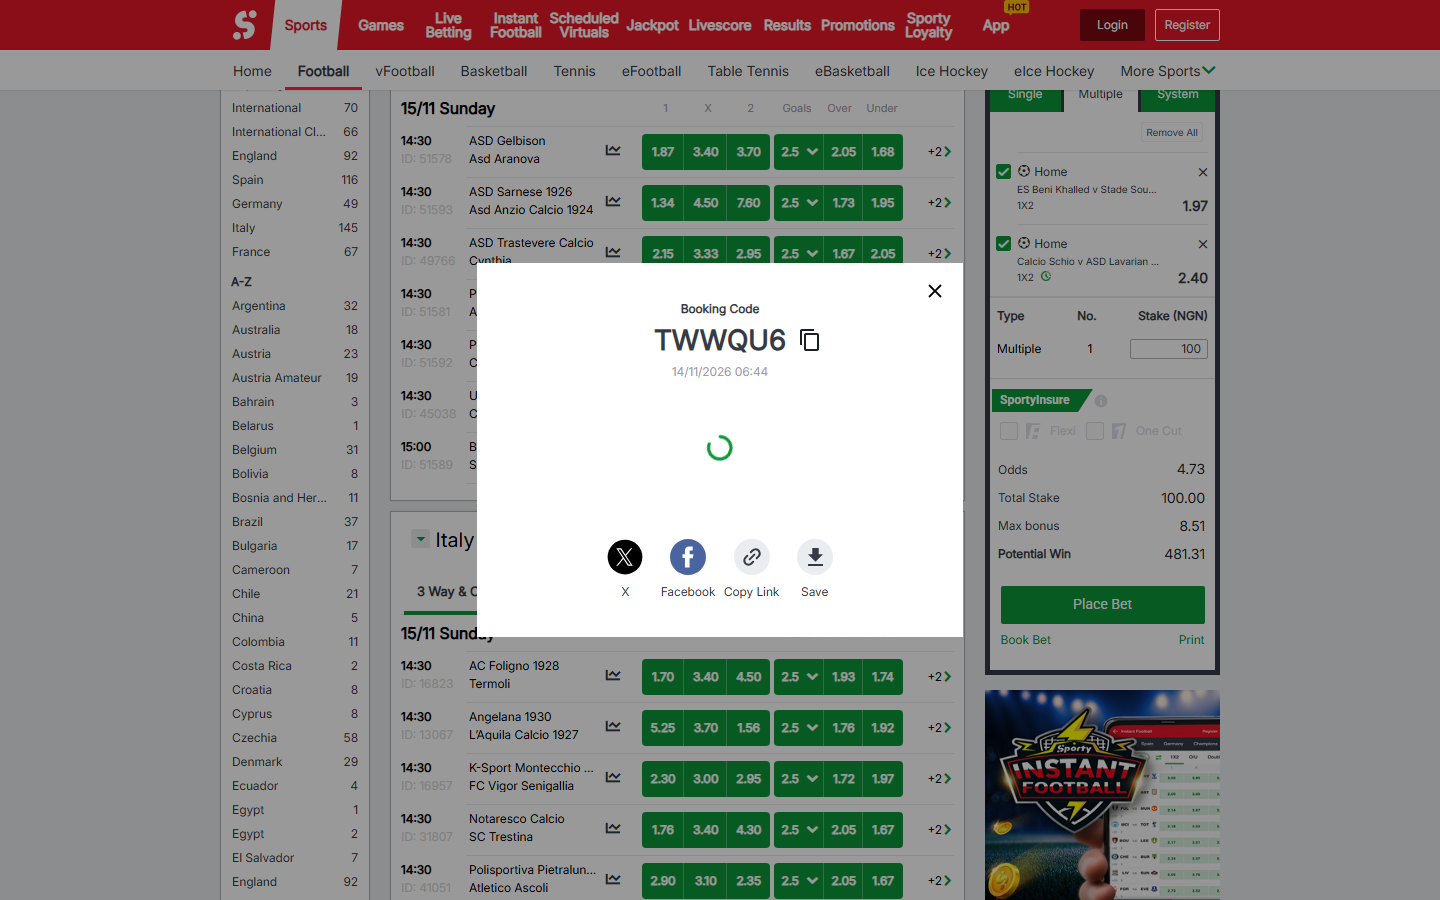 Sports
Games
Live Betting
Instant Football
Scheduled Virtuals
Jackpot
Livescore
Results
Promotions
Sporty Loyalty
App
HOT
Login
Register
Home
Football
vFootball
Basketball
Tennis
eFootball
Table Tennis
eBasketball
Ice Hockey
eIce Hockey
More Sports
International 70
International Cl... 66
England 92
Spain 116
Germany 49
Italy 145
France 67
A-Z
Argentina 32
Australia 18
Austria 23
Austria Amateur 19
Bahrain 3
Belarus 1
Belgium 31
Bolivia 8
Bosnia and Her... 11
Brazil 37
Bulgaria 17
Cameroon 7
Chile 21
China 5
Colombia 11
Costa Rica 2
Croatia 8
Cyprus 8
Czechia 58
Denmark 29
Ecuador 4
Egypt 1
Egypt 2
El Salvador 7
England 92
15/11 Sunday 1 X 2 Goals Over Under
14:30 ASD Gelbison
ID: 51578 Asd Aranova
1.87 3.40 3.70 2.5 2.05 1.68 +2
14:30 ASD Sarnese 1926
ID: 51593 Asd Anzio Calcio 1924
1.34 4.50 7.60 2.5 1.73 1.95 +2
14:30 ASD Trastevere Calcio
ID: 49766 Cynthia
2.15 3.33 2.95 2.5 1.67 2.05 +2
14:30 P
ID: 51581 A
14:30 P
ID: 51592 C
14:30 U
ID: 45038 C
15:00 B
ID: 51589 S
Italy
3 Way & O
15/11 Sunday
14:30 AC Foligno 1928
ID: 16823 Termoli
1.70 3.40 4.50 2.5 1.93 1.74 +2
14:30 Angelana 1930
ID: 13067 L'Aquila Calcio 1927
5.25 3.70 1.56 2.5 1.76 1.92 +2
14:30 K-Sport Montecchio ...
ID: 16957 FC Vigor Senigallia
2.30 3.00 2.95 2.5 1.72 1.97 +2
14:30 Notaresco Calcio
ID: 31807 SC Trestina
1.76 3.40 4.30 2.5 2.05 1.67 +2
14:30 Polisportiva Pietralun...
ID: 41051 Atletico Ascoli
2.90 3.10 2.35 2.5 2.05 1.67 +2
Booking Code
TWWQU6
14/11/2026 06:44
X
Facebook
Copy Link
Save
Single
Multiple
System
Remove All
Home
ES Beni Khalled v Stade Sou...
1X2 1.97
Home
Calcio Schio v ASD Lavarian ...
1X2 2.40
Type No. Stake (NGN)
Multiple 1 100
SportyInsure
Flexi One Cut
Odds 4.73
Total Stake 100.00
Max bonus 8.51
Potential Win 481.31
Place Bet
Book Bet
Print
Sporty
INSTANT
FOOTBALL
Instant Football